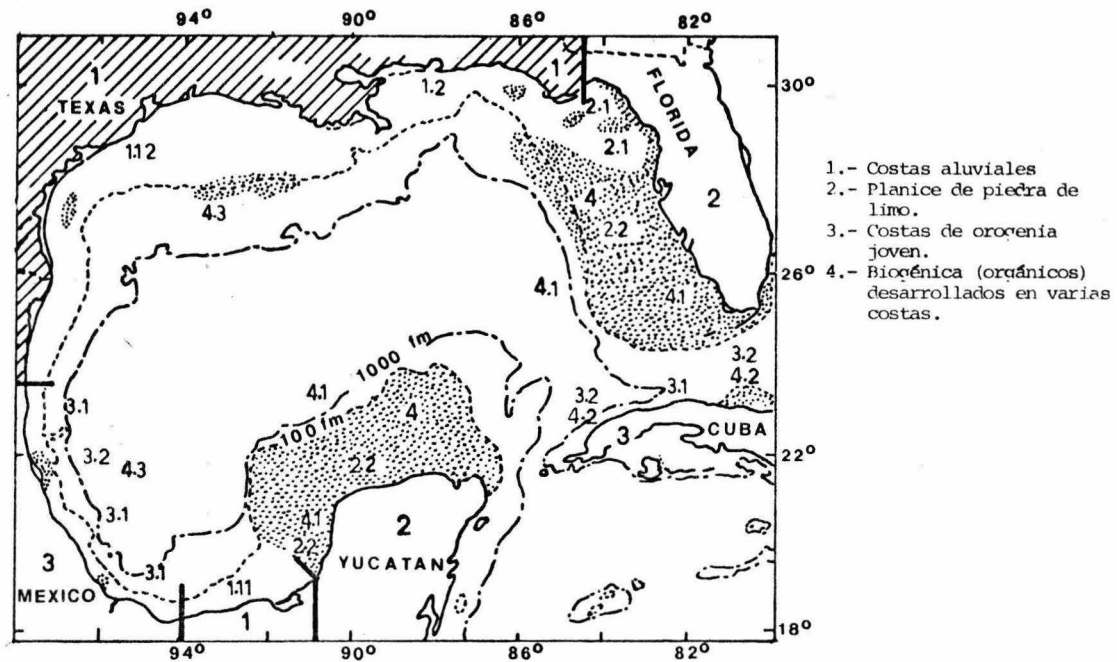 94° 90° 86° 82°
1 1 30°
TEXAS
1.2
FLORIDA
2.1
2.1
1.12
4.3
4
2.2
2
26°
4.1
4.1
1000 fm
4.1
3.2
4.2
3.1
3.2
4.2
3.1
100 fm
4
CUBA
3
3.2
4.3
2.2
22°
3.1
4.1
2
2.2
3
3.1
YUCATAN
MEXICO
1.11
1
18°
94° 90° 86° 82°
1.- Costas aluviales
2.- Planice de piedra de
limo.
3.- Costas de orogenia
joven.
4.- Biogénica (orgánicos)
desarrollados en varias
costas.